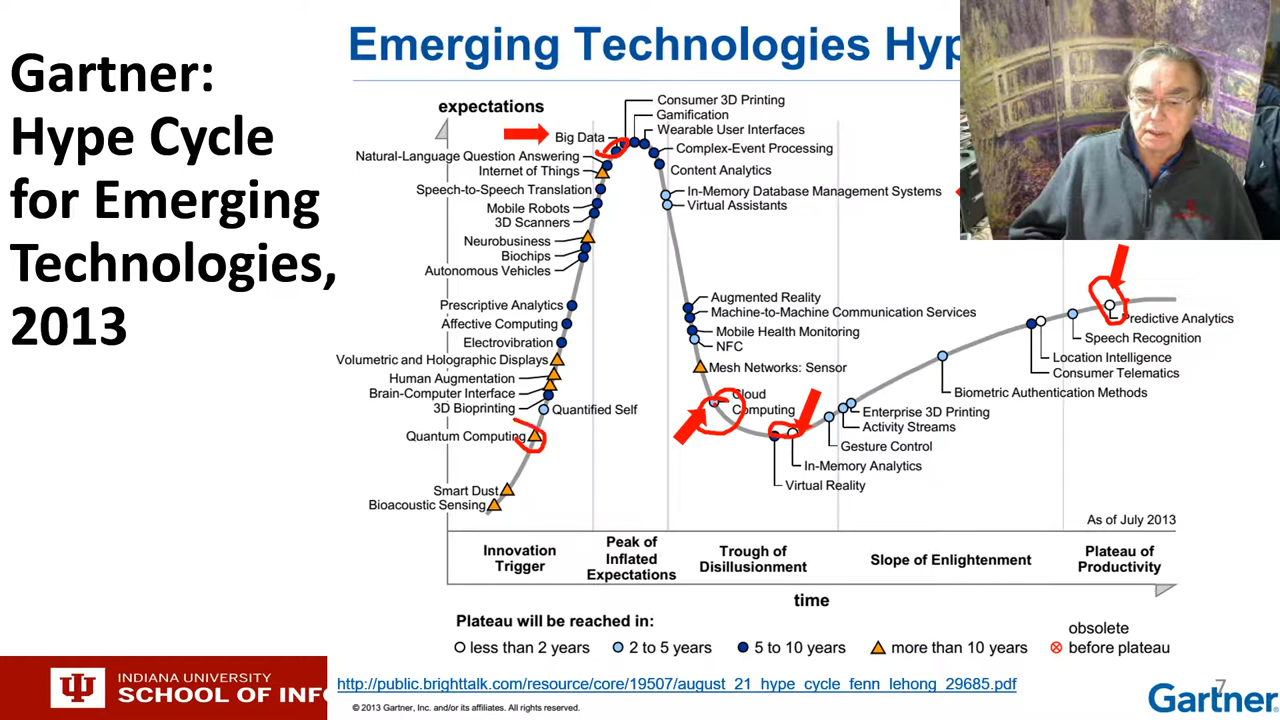 Gartner:
Hype Cycle
for Emerging
Technologies,
2013
Emerging Technologies Hyp
expectations
Consumer 3D Printing
Gamification
Wearable User Interfaces
Complex-Event Processing
Content Analytics
In-Memory Database Management Systems
Virtual Assistants
Big Data
Natural-Language Question Answering
Internet of Things
Speech-to-Speech Translation
Mobile Robots
3D Scanners
Neurobusiness
Biochips
Autonomous Vehicles
Prescriptive Analytics
Affective Computing
Electrovibration
Volumetric and Holographic Displays
Human Augmentation
Brain-Computer Interface
3D Bioprinting
Quantified Self
Quantum Computing
Smart Dust
Bioacoustic Sensing
Augmented Reality
Machine-to-Machine Communication Services
Mobile Health Monitoring
NFC
Mesh Networks: Sensor
Cloud
Computing
Enterprise 3D Printing
Activity Streams
Gesture Control
In-Memory Analytics
Virtual Reality
Predictive Analytics
Speech Recognition
Location Intelligence
Consumer Telematics
Biometric Authentication Methods
As of July 2013
Innovation
Trigger
Peak of
Inflated
Expectations
Trough of
Disillusionment
Slope of Enlightenment
Plateau of
Productivity
time
Plateau will be reached in:
less than 2 years
2 to 5 years
5 to 10 years
more than 10 years
obsolete
before plateau
INDIANA UNIVERSITY
SCHOOL OF INFO
http://public.brighttalk.com/resource/core/19507/august_21_hype_cycle_fenn_lehong_29685.pdf
© 2013 Gartner, Inc. and/or its affiliates. All rights reserved.
7
Gartner.